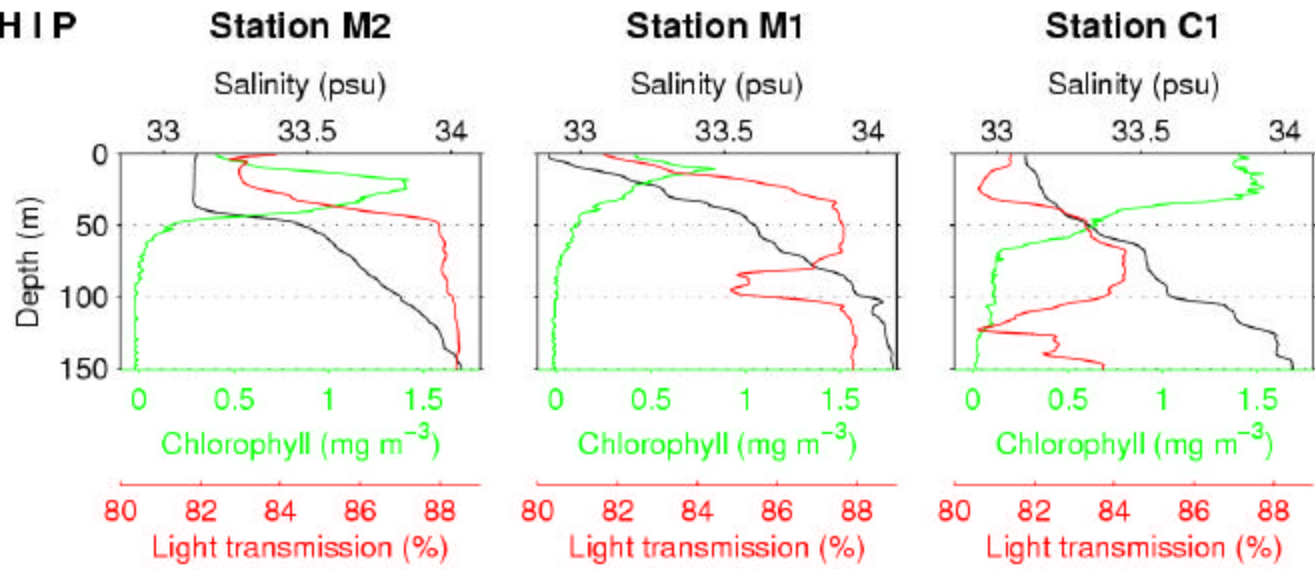 H I P Station M2 Station M1 Station C1
Salinity (psu) Salinity (psu) Salinity (psu)
33 33.5 34 33 33.5 34 33 33.5 34
0
50
100
150
Depth (m)
0 0.5 1 1.5 0 0.5 1 1.5 0 0.5 1 1.5
Chlorophyll (mg m⁻³) Chlorophyll (mg m⁻³) Chlorophyll (mg m⁻³)
80 82 84 86 88 80 82 84 86 88 80 82 84 86 88
Light transmission (%) Light transmission (%) Light transmission (%)